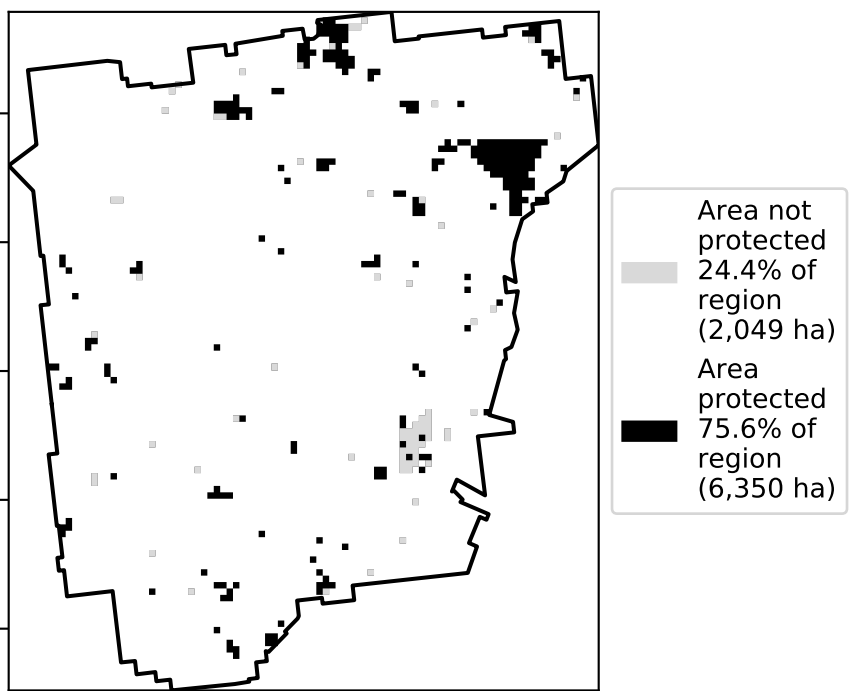 Area not
protected
24.4% of
region
(2,049 ha)
Area
protected
75.6% of
region
(6,350 ha)